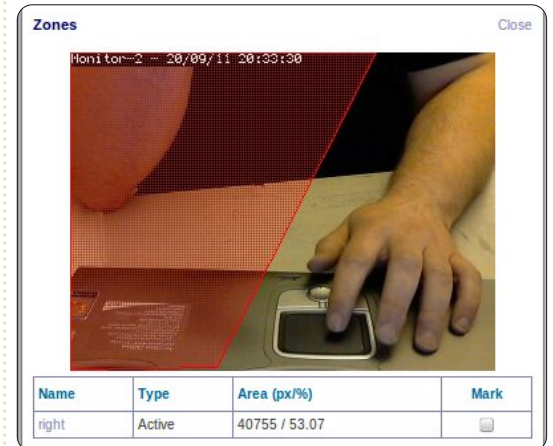 Zones Close
Monitor-2 - 20/09/11 20:33:30
Name Type Area (px/%) Mark
right Active 40755 / 53.07